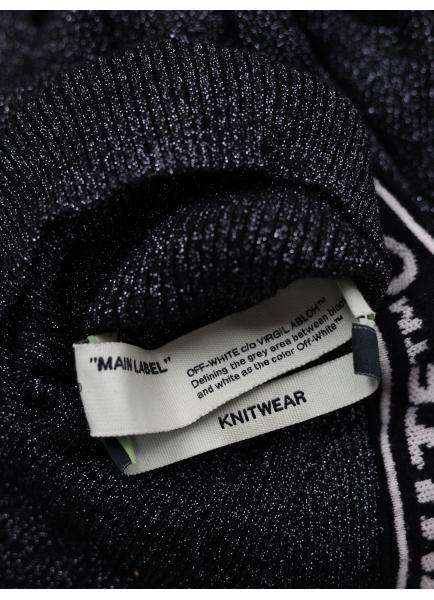 "MAIN LABEL"
OFF-WHITE c/o VIRGIL ABLOH™
Defining the grey area between black
and white as the color Off-White™
KNITWEAR